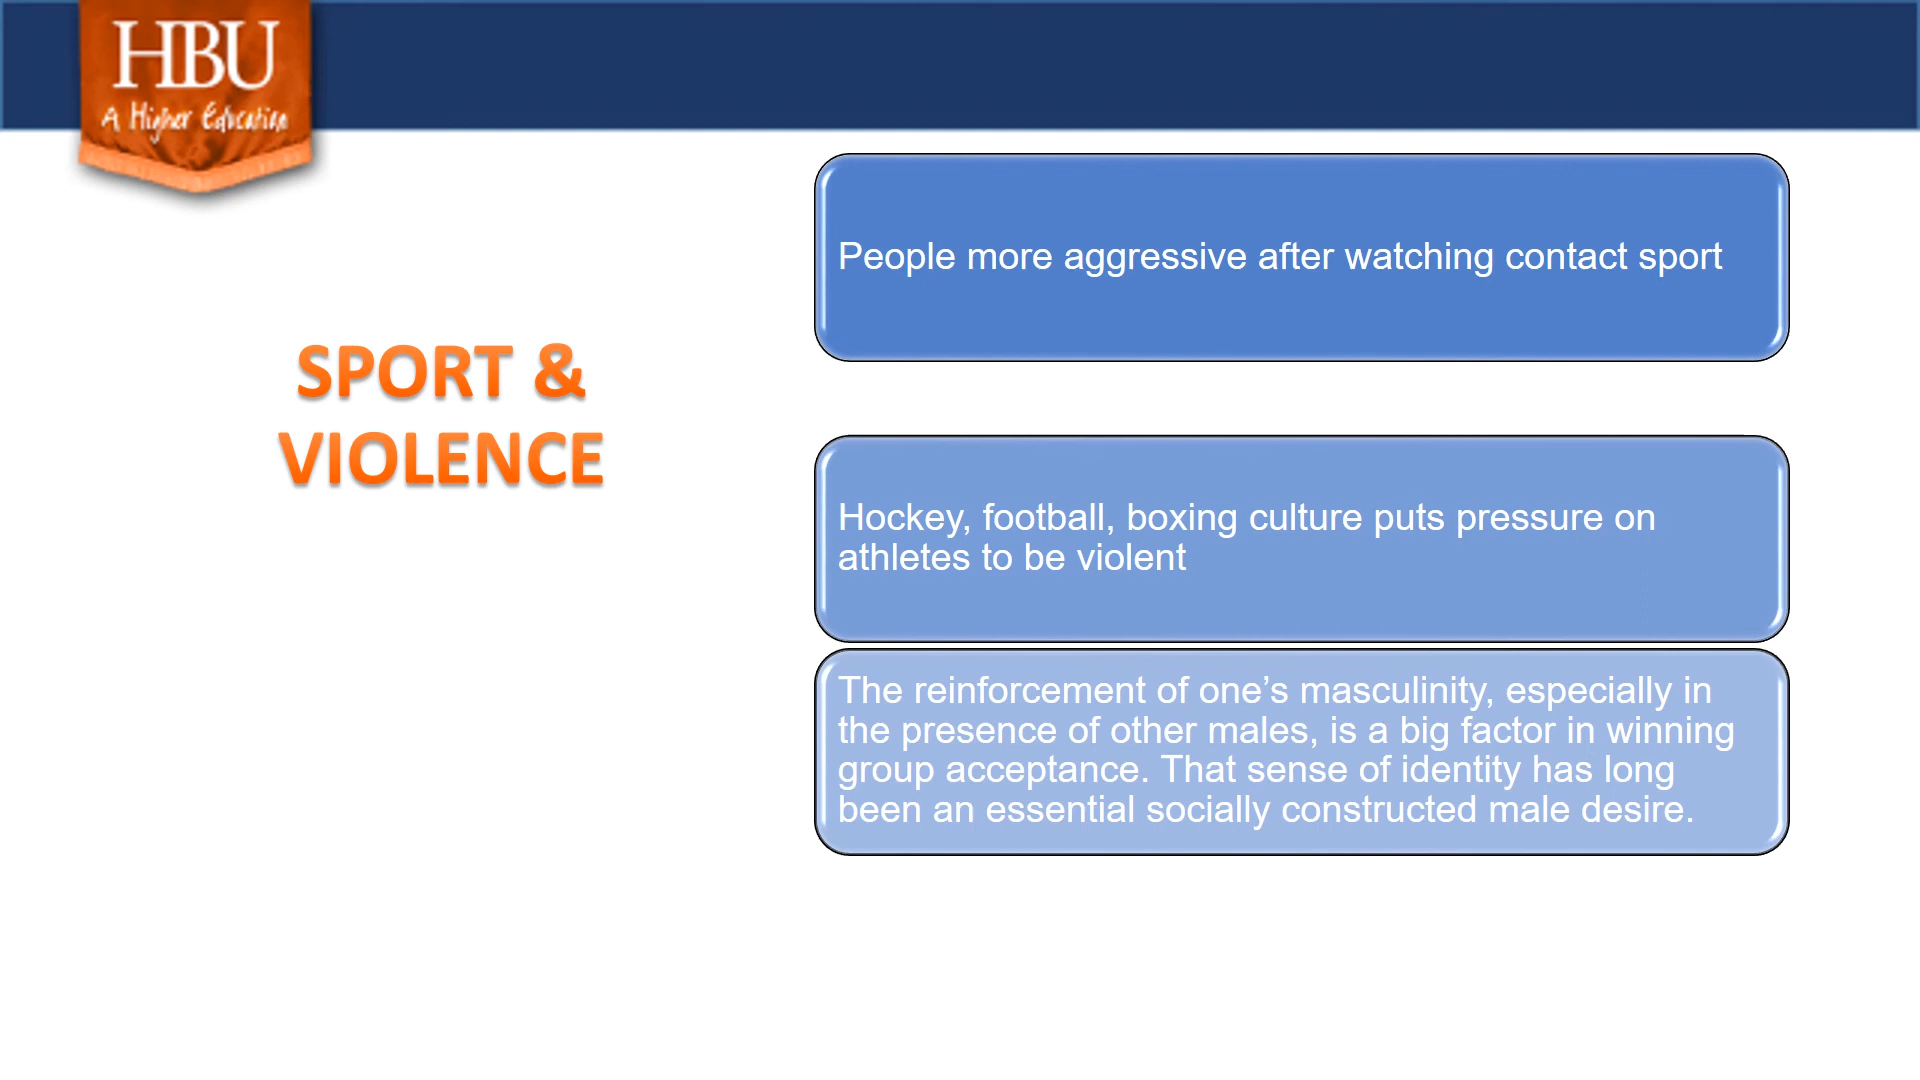 HBU
A Higher Education
SPORT &
VIOLENCE
People more aggressive after watching contact sport
Hockey, football, boxing culture puts pressure on
athletes to be violent
The reinforcement of one’s masculinity, especially in
the presence of other males, is a big factor in winning
group acceptance. That sense of identity has long
been an essential socially constructed male desire.